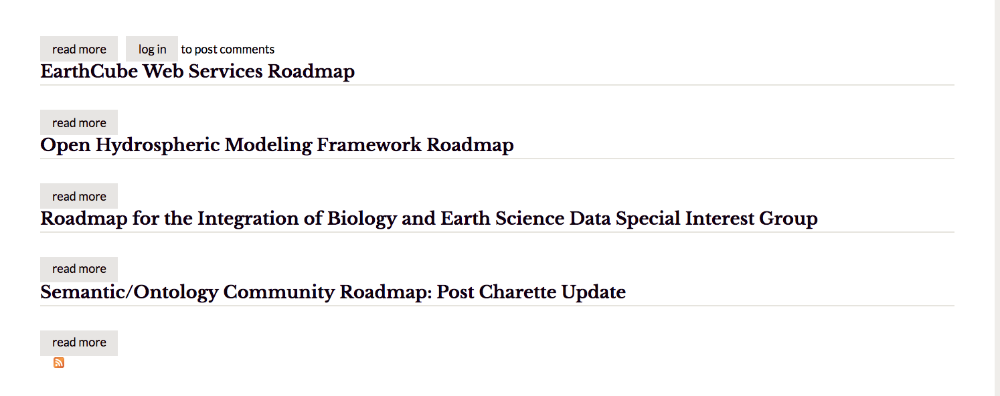 read more log in to post comments
EarthCube Web Services Roadmap
read more
Open Hydrospheric Modeling Framework Roadmap
read more
Roadmap for the Integration of Biology and Earth Science Data Special Interest Group
read more
Semantic/Ontology Community Roadmap: Post Charette Update
read more